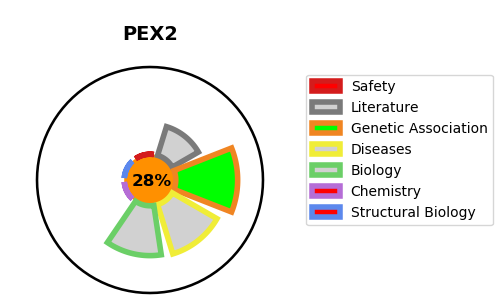 PEX2
28%
Safety
Literature
Genetic Association
Diseases
Biology
Chemistry
Structural Biology